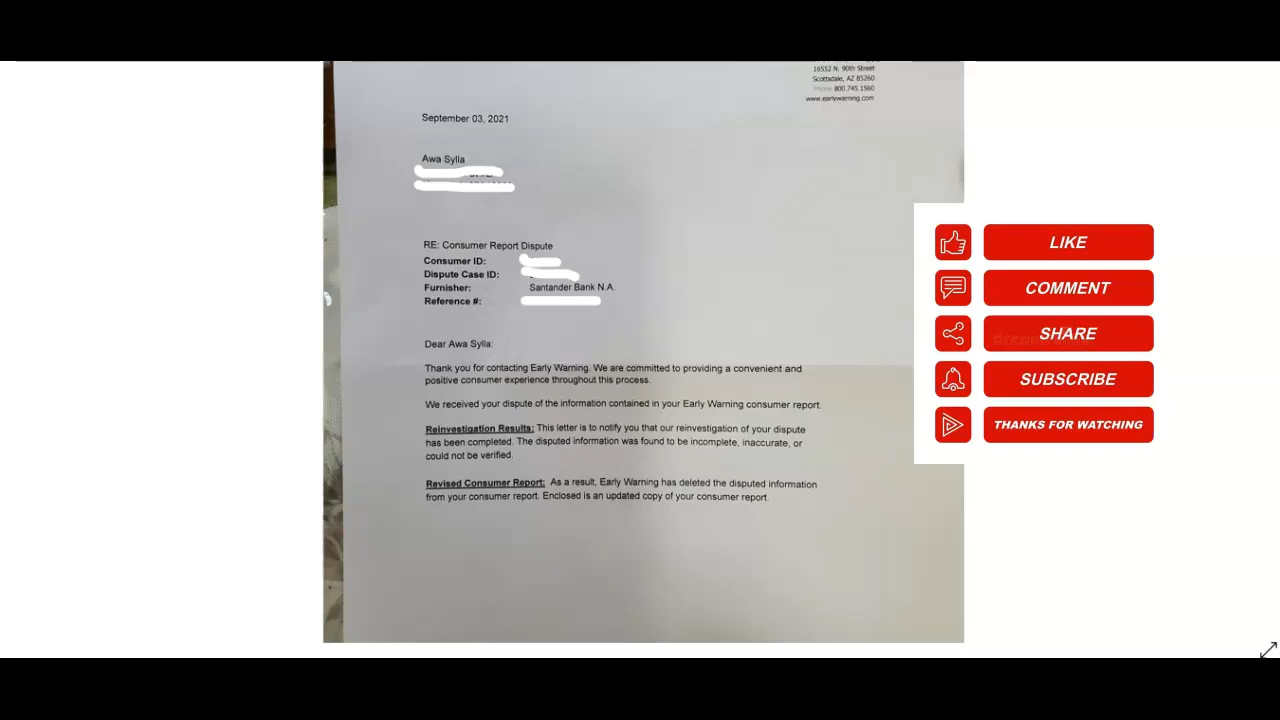 16552 N. 90th Street
Scottsdale, AZ 85260
Phone 800.745.1560
www.earlywarning.com
September 03, 2021
Awa Sylla
RE: Consumer Report Dispute
Consumer ID:
Dispute Case ID:
Furnisher: Santander Bank N.A.
Reference #:
Dear Awa Sylla:
Thank you for contacting Early Warning. We are committed to providing a convenient and
positive consumer experience throughout this process.
We received your dispute of the information contained in your Early Warning consumer report.
Reinvestigation Results: This letter is to notify you that our reinvestigation of your dispute
has been completed. The disputed information was found to be incomplete, inaccurate, or
could not be verified.
Revised Consumer Report: As a result, Early Warning has deleted the disputed information
from your consumer report. Enclosed is an updated copy of your consumer report.
LIKE
COMMENT
SHARE
SUBSCRIBE
THANKS FOR WATCHING